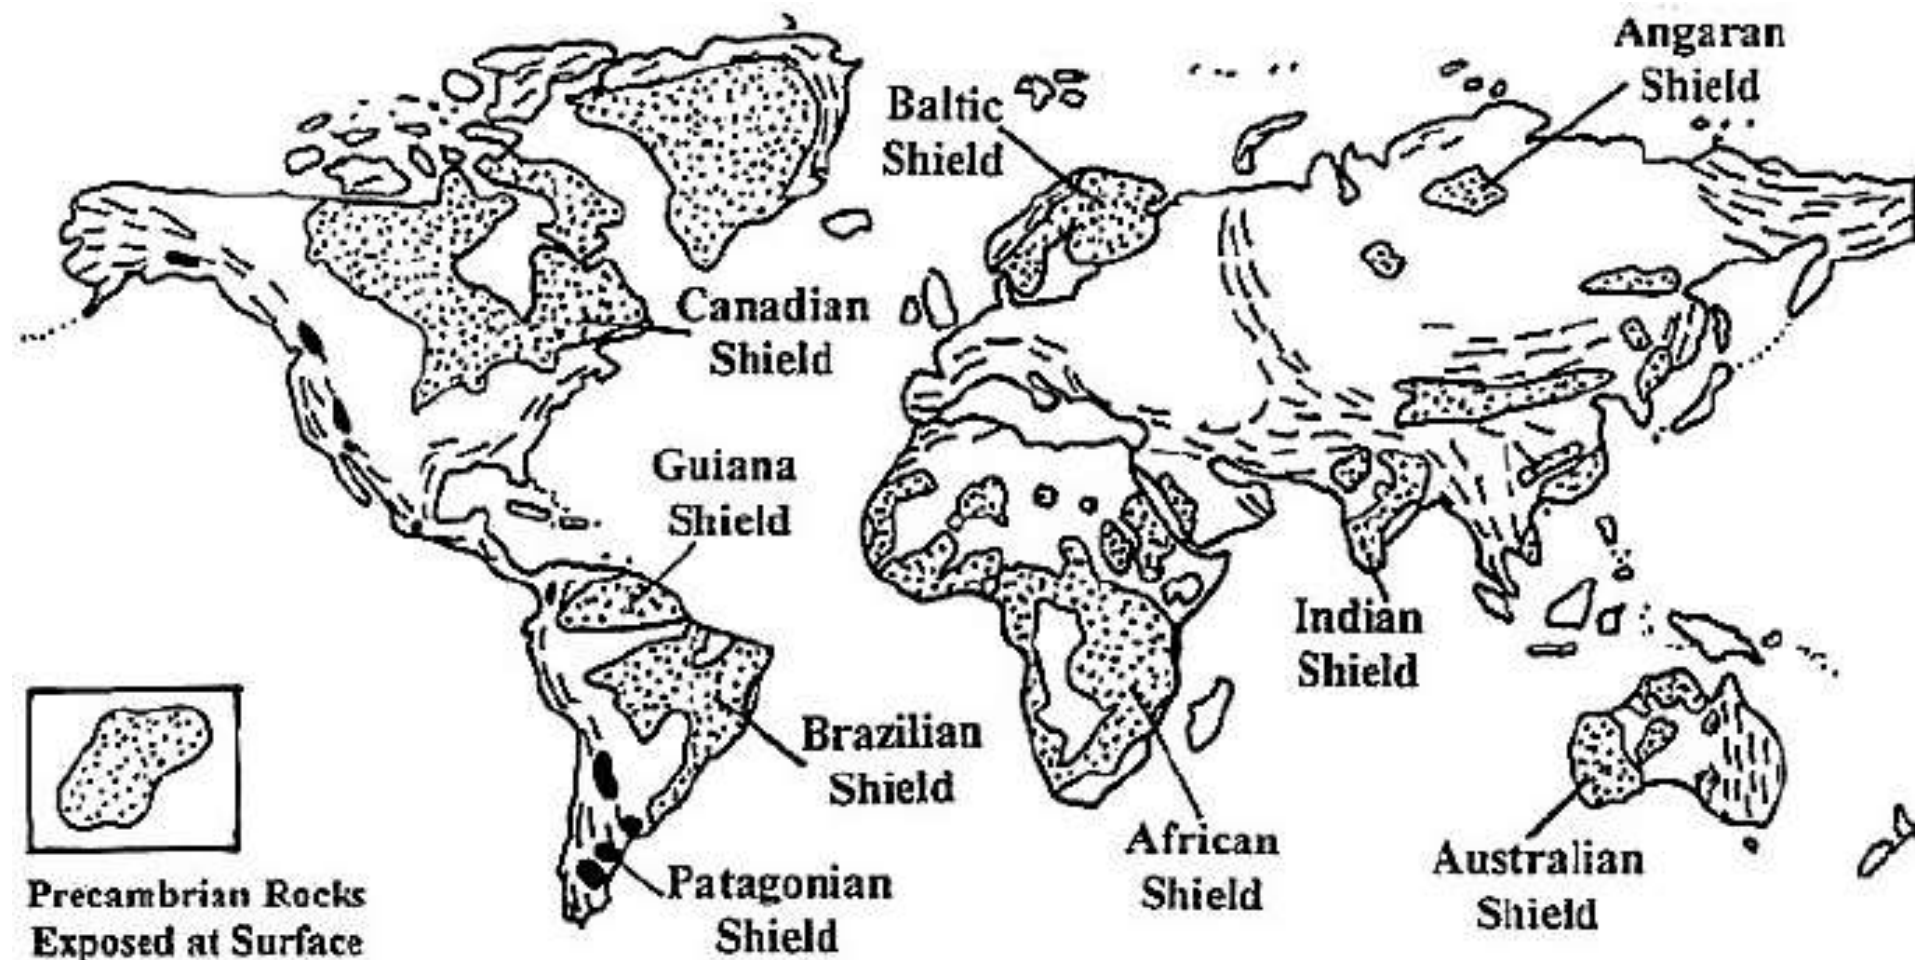 Angaran
Shield
Baltic
Shield
Canadian
Shield
Guiana
Shield
Indian
Shield
Brazilian
Shield
African
Shield
Australian
Shield
Patagonian
Shield
Precambrian Rocks
Exposed at Surface